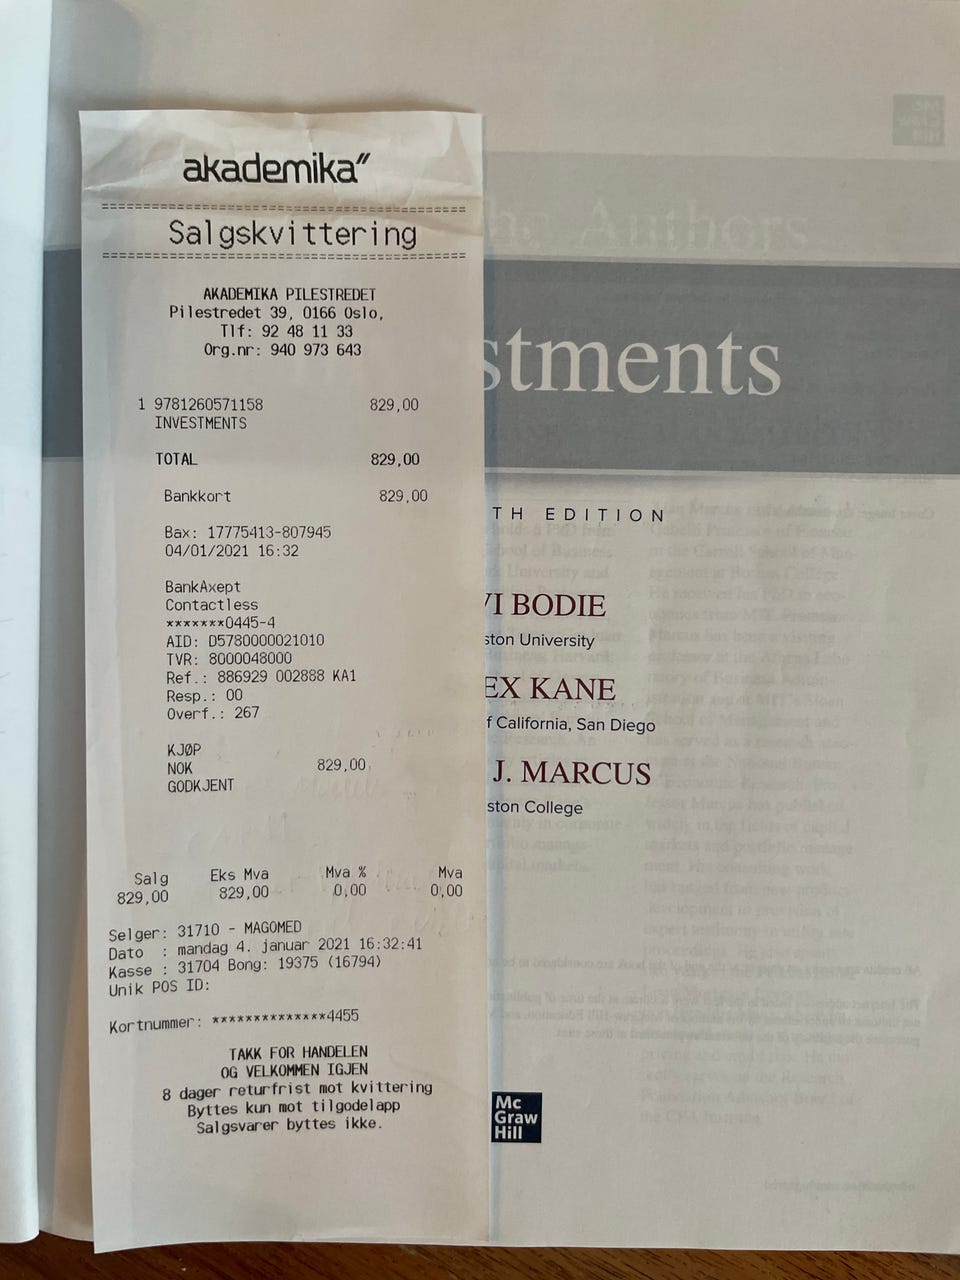 akademika
Salgskvittering
AKADEMIKA PILESTREDET
Pilestredet 39, 0166 Oslo,
Tlf: 92 48 11 33
Org.nr: 940 973 643
1 9781260571158 829,00
INVESTMENTS
TOTAL 829,00
Bankkort 829,00
Bax: 17775413-807945
04/01/2021 16:32
BankAxept
Contactless
*******0445-4
AID: D5780000021010
TVR: 8000048000
Ref.: 886929 002888 KA1
Resp.: 00
Overf.: 267
KJØP
NOK 829,00
GODKJENT
Salg Eks Mva Mva % Mva
829,00 829,00 0,00 0,00
Selger: 31710 - MAGOMED
Dato : mandag 4. januar 2021 16:32:41
Kasse : 31704 Bong: 19375 (16794)
Unik POS ID:
Kortnummer: **************4455
TAKK FOR HANDELEN
OG VELKOMMEN IGJEN
8 dager returfrist mot kvittering
Byttes kun mot tilgodelapp
Salgsvarer byttes ikke.
stments
TH EDITION
VI BODIE
ston University
EX KANE
f California, San Diego
J. MARCUS
ston College
Mc
Graw
Hill